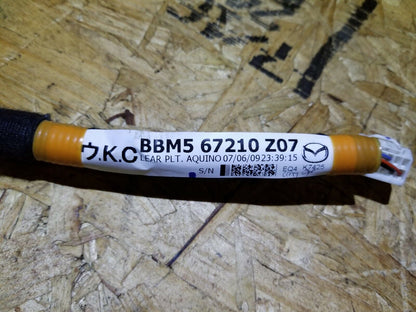 ウ.K.C BBM5 67210 Z07
LEAR PLT. AQUINO 07/06/09 23:39:15
S/N